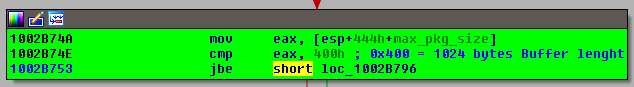 1002B74A mov eax, [esp+444h+max_pkg_size]
1002B74E cmp eax, 400h ; 0x400 = 1024 bytes Buffer lenght
1002B753 jbe short loc_1002B796